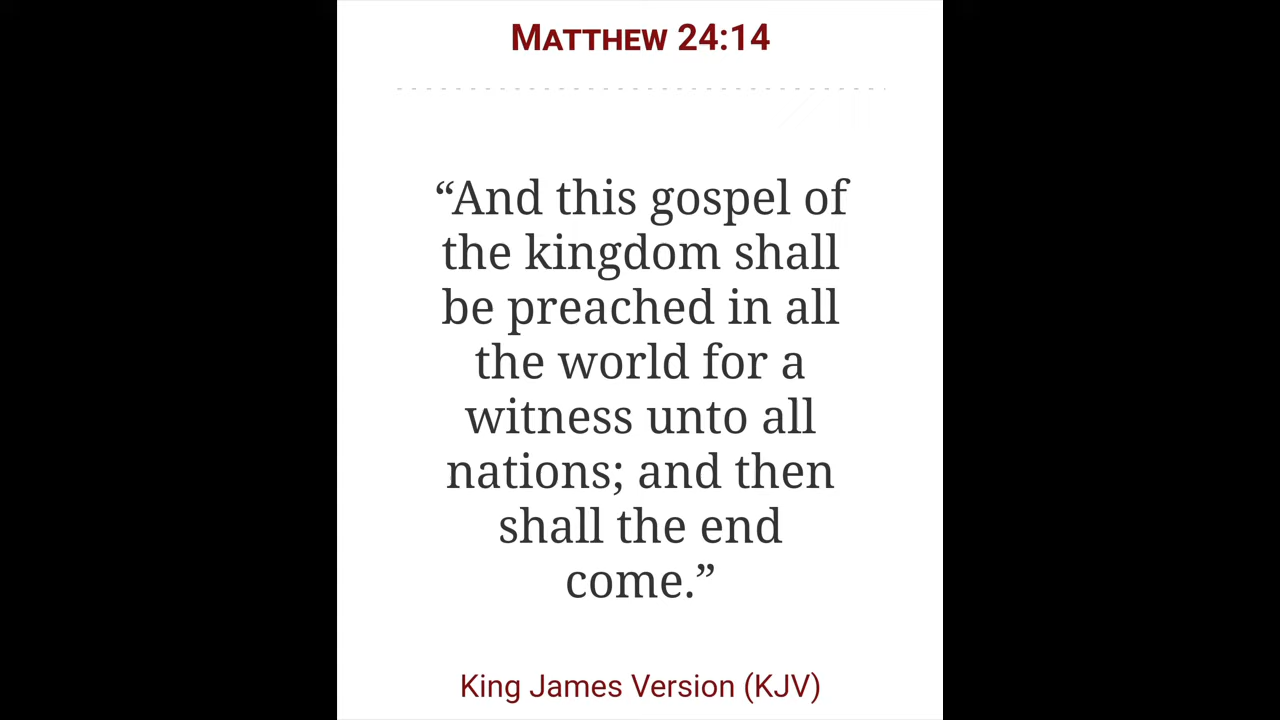 MATTHEW 24:14
“And this gospel of
the kingdom shall
be preached in all
the world for a
witness unto all
nations; and then
shall the end
come.”
King James Version (KJV)